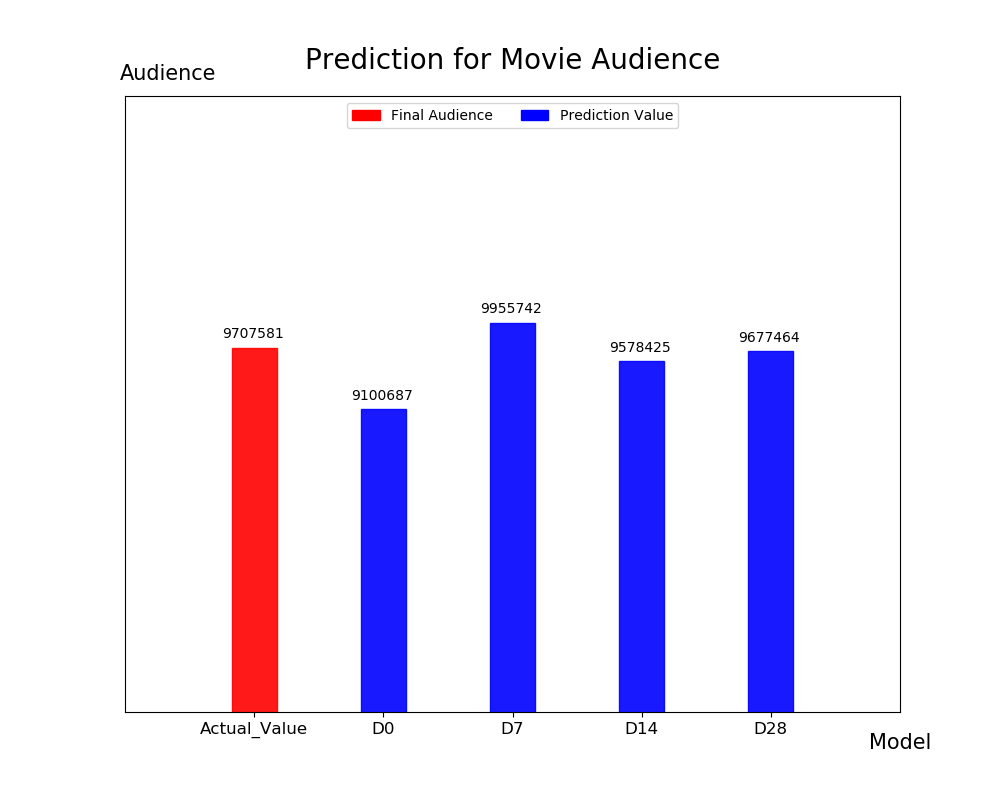 Prediction for Movie Audience
Audience
Final Audience
Prediction Value
9707581
9100687
9955742
9578425
9677464
Actual_Value
D0
D7
D14
D28
Model